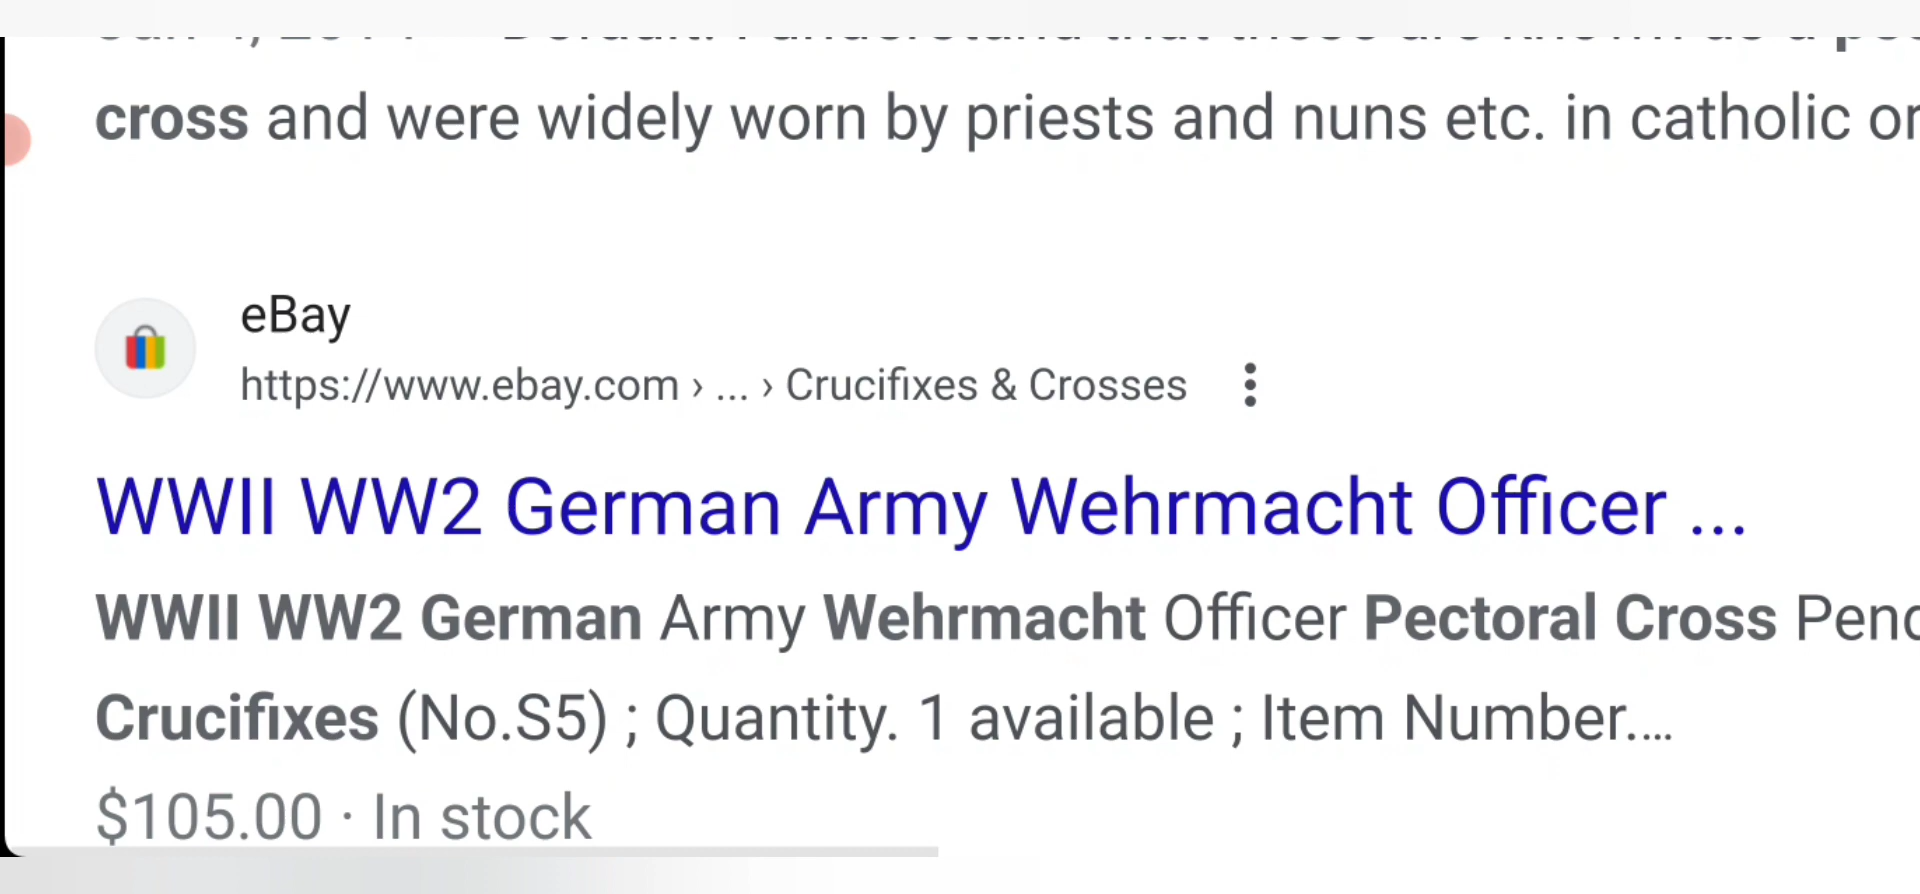 cross and were widely worn by priests and nuns etc. in catholic
eBay
https://www.ebay.com › ... › Crucifixes & Crosses
WWII WW2 German Army Wehrmacht Officer ...
WWII WW2 German Army Wehrmacht Officer Pectoral Cross
Crucifixes (No.S5) ; Quantity. 1 available ; Item Number....
$105.00 · In stock